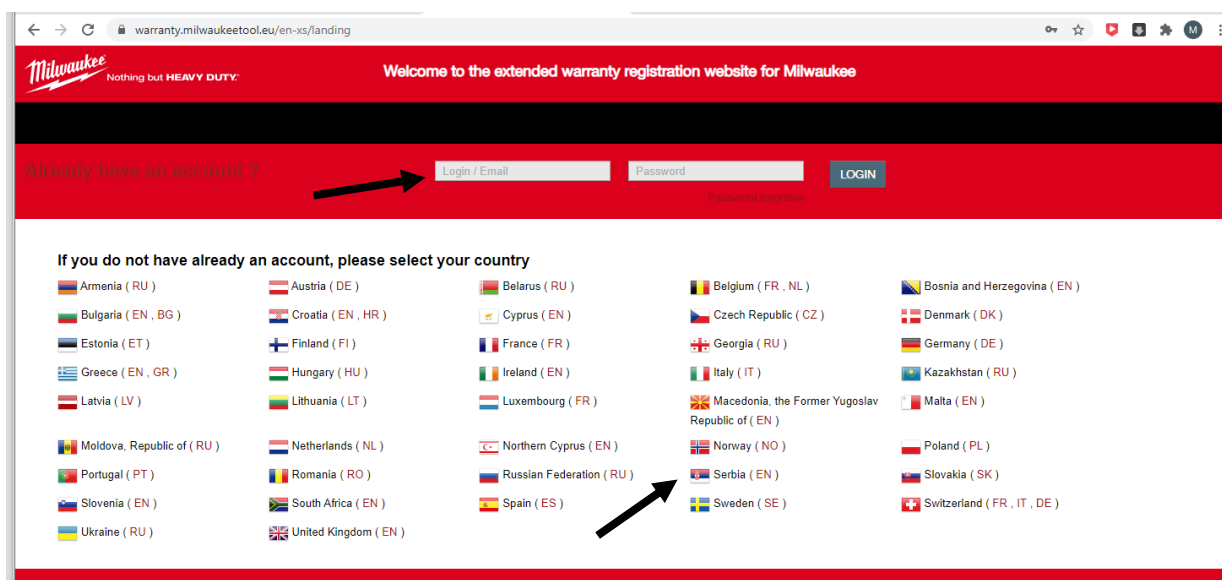 warranty.milwaukeetool.eu/en-xs/landing
M
Milwaukee
Nothing but HEAVY DUTY.
Welcome to the extended warranty registration website for Milwaukee
Already have an account ?
Login / Email
Password
LOGIN
Password forgotten
If you do not have already an account, please select your country
Armenia ( RU ) Austria ( DE ) Belarus ( RU ) Belgium ( FR , NL ) Bosnia and Herzegovina ( EN )
Bulgaria ( EN , BG ) Croatia ( EN , HR ) Cyprus ( EN ) Czech Republic ( CZ ) Denmark ( DK )
Estonia ( ET ) Finland ( FI ) France ( FR ) Georgia ( RU ) Germany ( DE )
Greece ( EN , GR ) Hungary ( HU ) Ireland ( EN ) Italy ( IT ) Kazakhstan ( RU )
Latvia ( LV ) Lithuania ( LT ) Luxembourg ( FR ) Macedonia, the Former Yugoslav Malta ( EN )
Republic of ( EN )
Moldova, Republic of ( RU ) Netherlands ( NL ) Northern Cyprus ( EN ) Norway ( NO ) Poland ( PL )
Portugal ( PT ) Romania ( RO ) Russian Federation ( RU ) Serbia ( EN ) Slovakia ( SK )
Slovenia ( EN ) South Africa ( EN ) Spain ( ES ) Sweden ( SE ) Switzerland ( FR , IT , DE )
Ukraine ( RU ) United Kingdom ( EN )